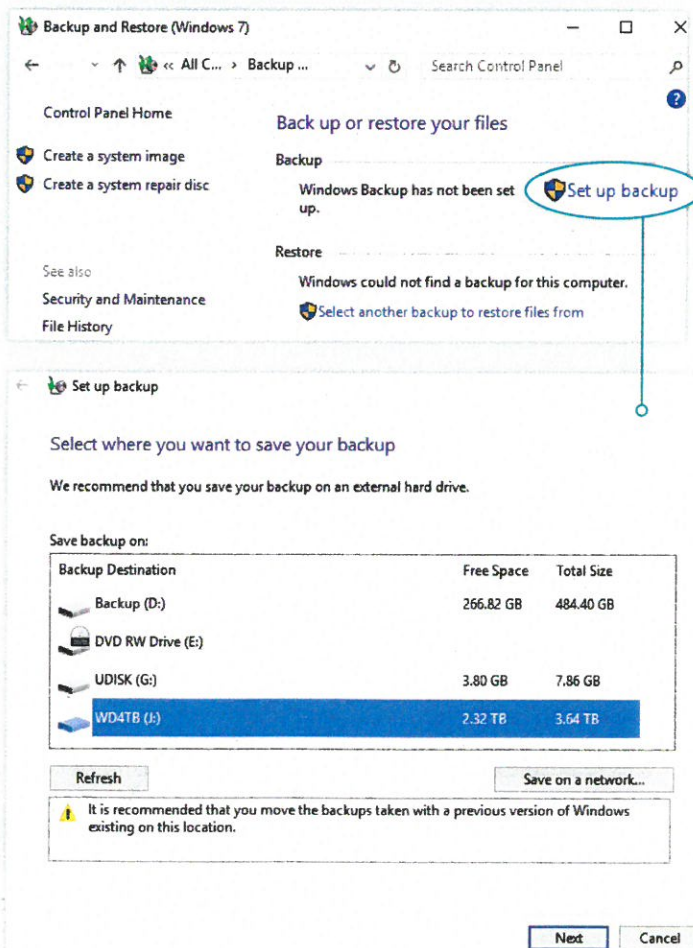 Backup and Restore (Windows 7)
« All C... › Backup ...
Search Control Panel
Control Panel Home
Create a system image
Create a system repair disc
See also
Security and Maintenance
File History
Back up or restore your files
Backup
Windows Backup has not been set
up.
Set up backup
Restore
Windows could not find a backup for this computer.
Select another backup to restore files from
Set up backup
Select where you want to save your backup
We recommend that you save your backup on an external hard drive.
Save backup on:
Backup Destination Free Space Total Size
Backup (D:) 266.82 GB 484.40 GB
DVD RW Drive (E:)
UDISK (G:) 3.80 GB 7.86 GB
WD4TB (J:) 2.32 TB 3.64 TB
Refresh Save on a network...
It is recommended that you move the backups taken with a previous version of Windows
existing on this location.
Next Cancel